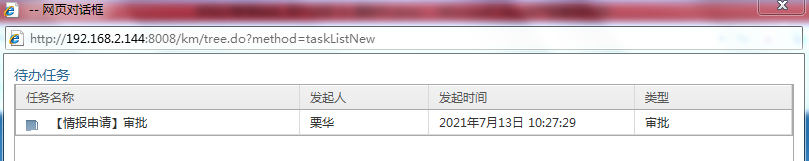 -- 网页对话框
http://192.168.2.144:8008/km/tree.do?method=taskListNew
待办任务
任务名称 发起人 发起时间 类型
【情报申请】审批 栗华 2021年7月13日 10:27:29 审批